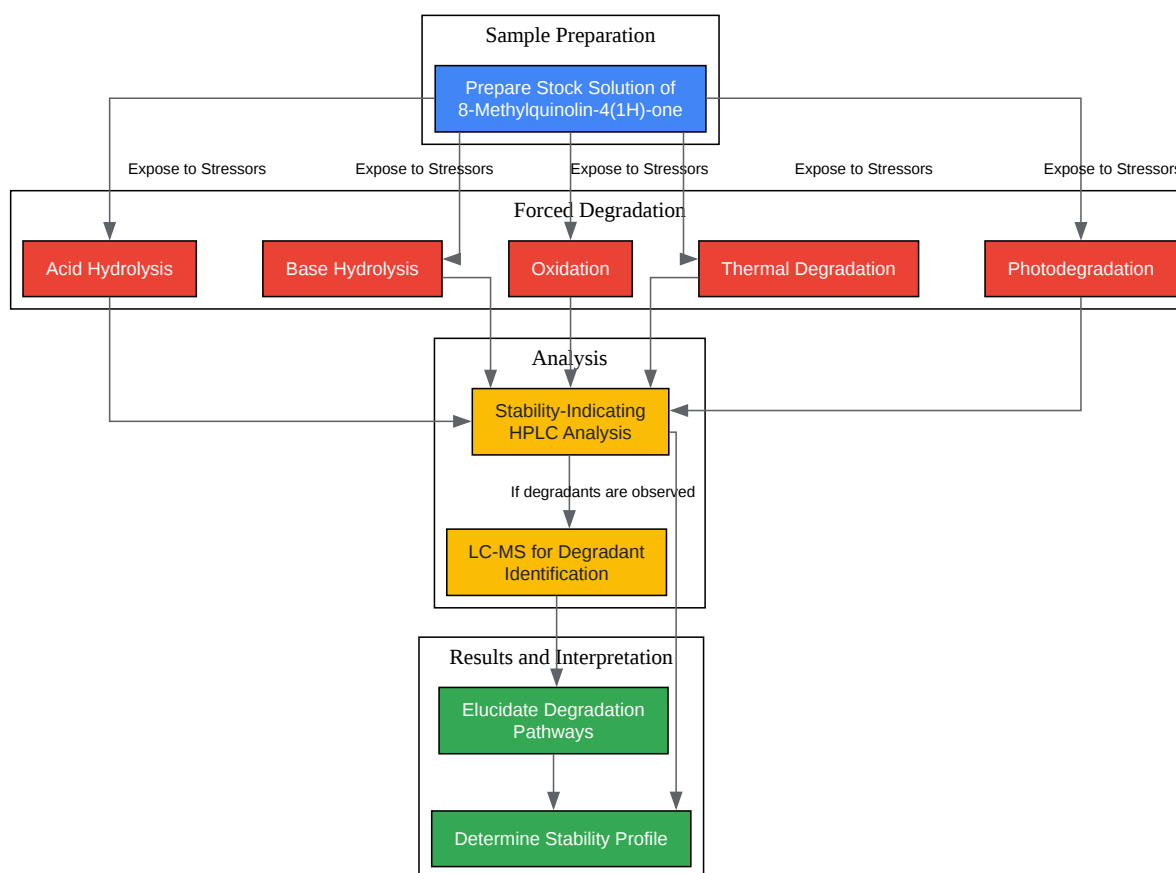 Sample Preparation
Prepare Stock Solution of
8-Methylquinolin-4(1H)-one
Expose to Stressors
Expose to Stressors
Expose to Stressors
Expose to Stressors
Expose to Stressors
Forced Degradation
Acid Hydrolysis
Base Hydrolysis
Oxidation
Thermal Degradation
Photodegradation
Analysis
Stability-Indicating
HPLC Analysis
If degradants are observed
LC-MS for Degradant
Identification
Results and Interpretation
Elucidate Degradation
Pathways
Determine Stability Profile